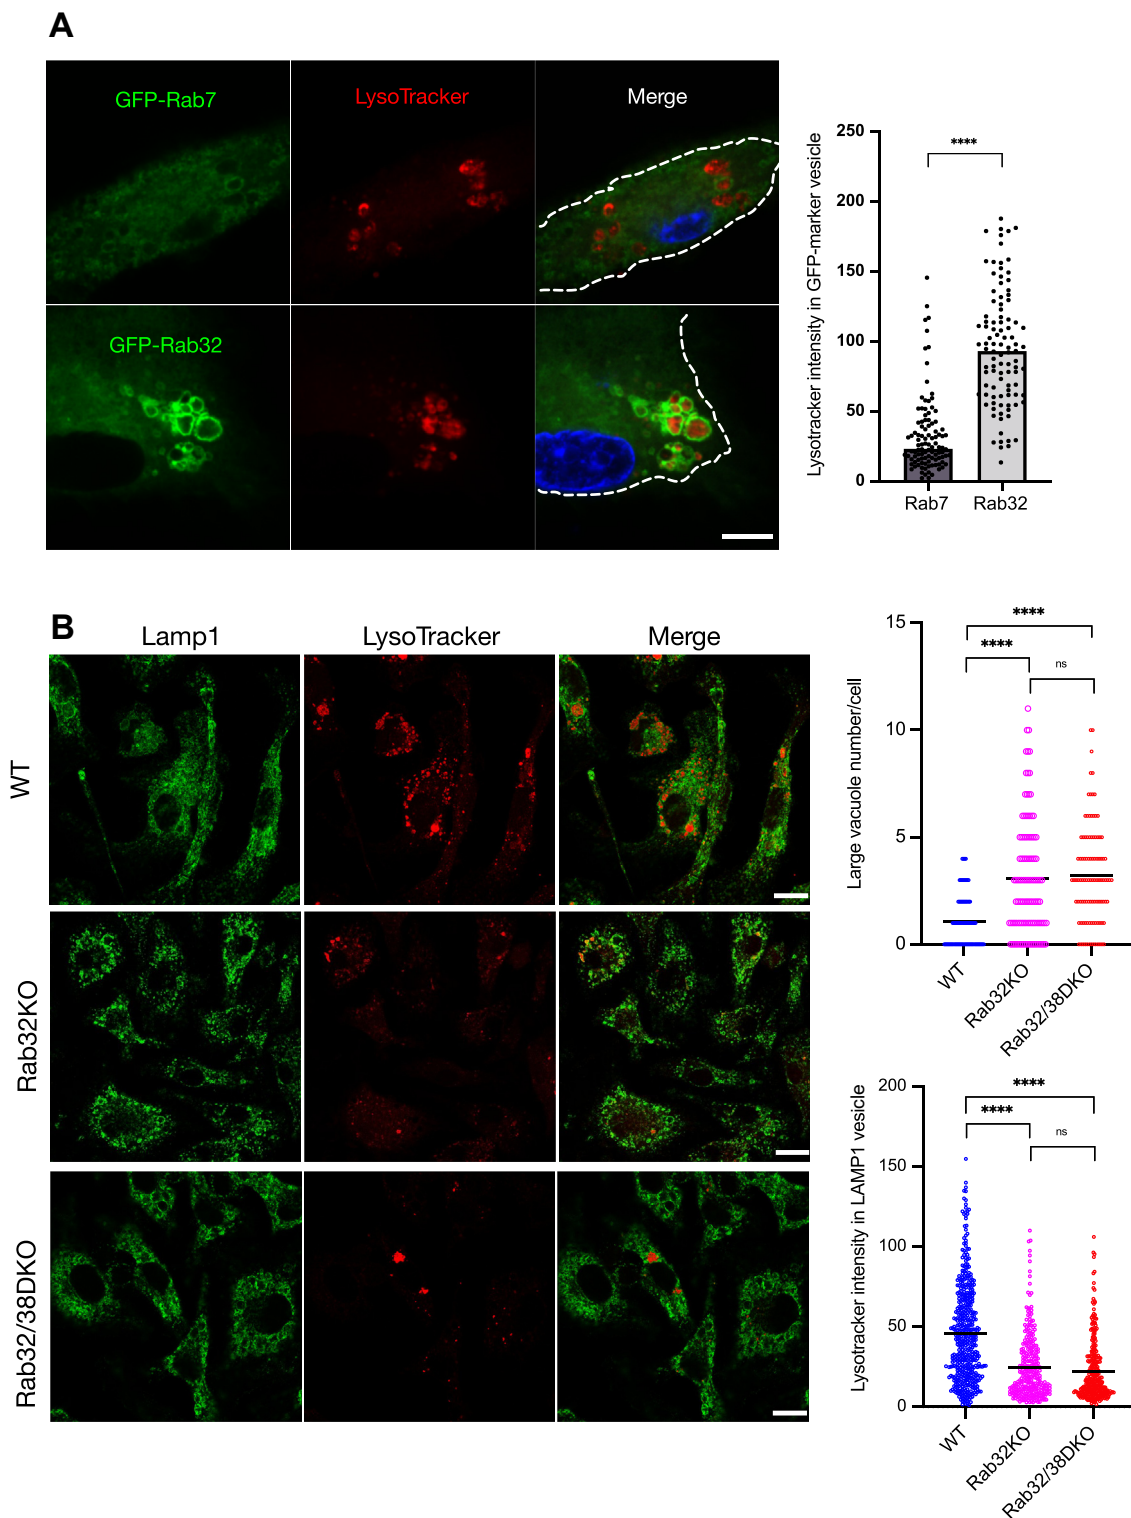 A
GFP-Rab7
LysoTracker
Merge
GFP-Rab32
Lysotracker intensity in GFP-marker vesicle
250
200
150
100
50
0
****
Rab7
Rab32
B
Lamp1
LysoTracker
Merge
WT
Rab32KO
Rab32/38DKO
Large vacuole number/cell
15
10
5
0
****
****
ns
WT
Rab32KO
Rab32/38DKO
Lysotracker intensity in LAMP1 vesicle
200
150
100
50
0
****
****
ns
WT
Rab32KO
Rab32/38DKO